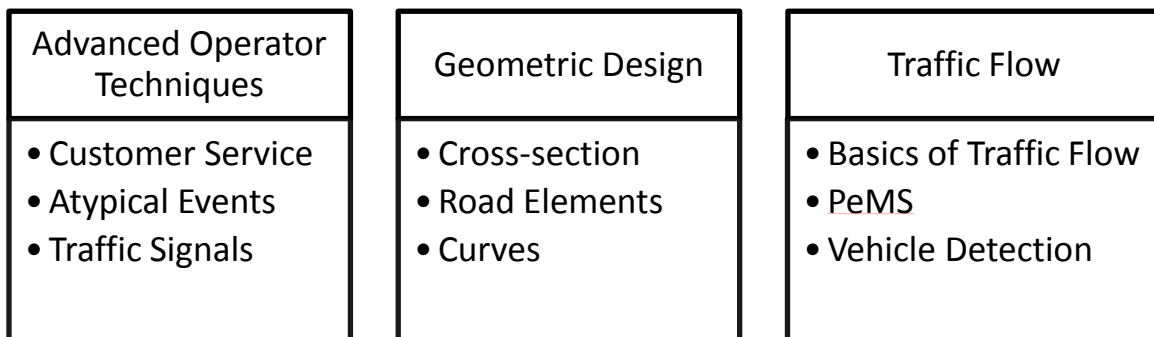 Advanced Operator
Techniques
• Customer Service
• Atypical Events
• Traffic Signals
Geometric Design
• Cross-section
• Road Elements
• Curves
Traffic Flow
• Basics of Traffic Flow
• PeMS
• Vehicle Detection